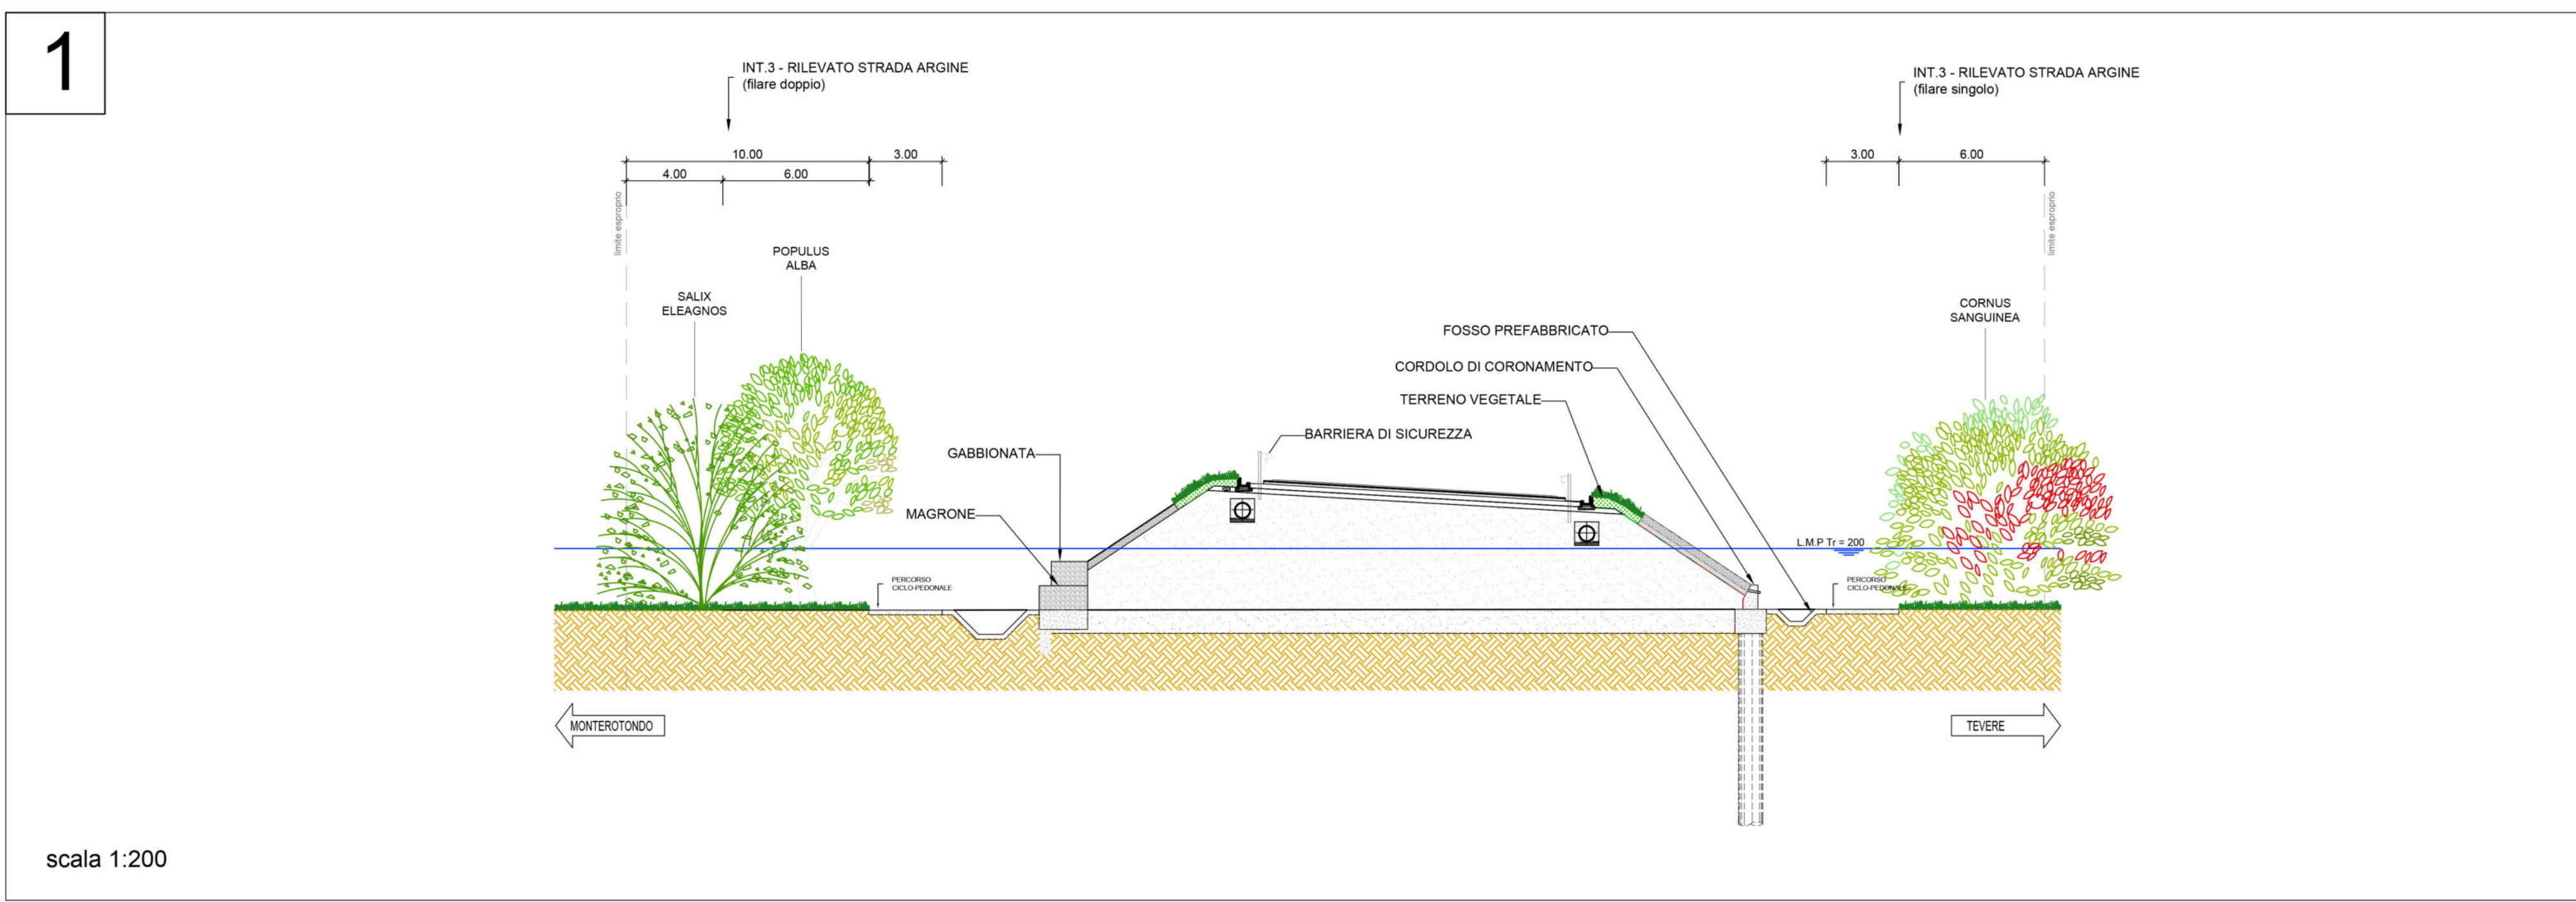 1
INT.3 - RILEVATO STRADA ARGINE
(filare doppio)
INT.3 - RILEVATO STRADA ARGINE
(filare singolo)
10.00
3.00
4.00
6.00
3.00
6.00
limite esproprio
limite esproprio
POPULUS
ALBA
SALIX
ELEAGNOS
CORNUS
SANGUINEA
FOSSO PREFABBRICATO
CORDOLO DI CORONAMENTO
TERRENO VEGETALE
BARRIERA DI SICUREZZA
GABBIONATA
MAGRONE
L.M.P Tr = 200
PERCORSO
CICLO-PEDONALE
PERCORSO
CICLO-PEDONALE
MONTEROTONDO
TEVERE
scala 1:200